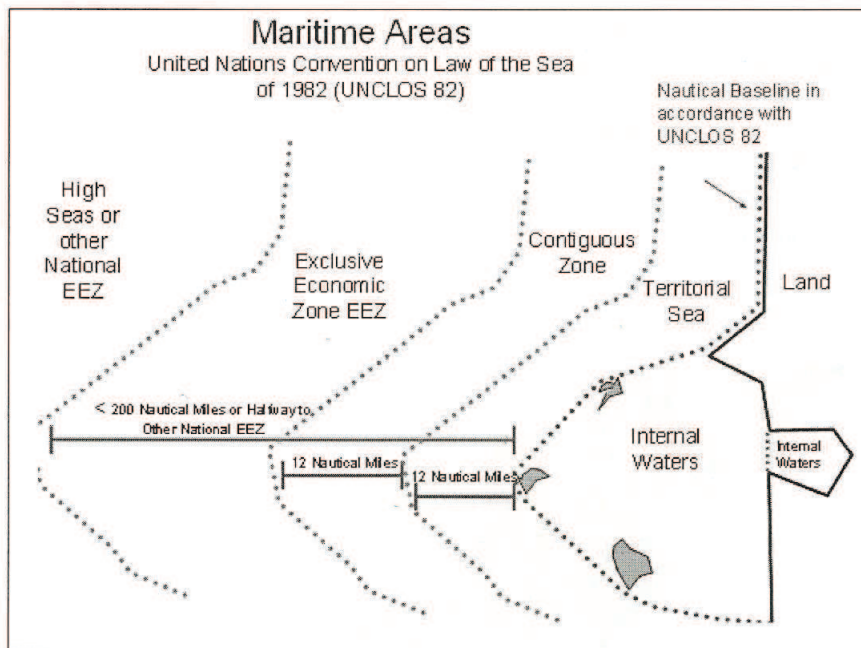 Maritime Areas
United Nations Convention on Law of the Sea
of 1982 (UNCLOS 82)
Nautical Baseline in
accordance with
UNCLOS 82
High
Seas or
other
National
EEZ
Exclusive
Economic
Zone EEZ
Contiguous
Zone
Territorial
Sea
Land
< 200 Nautical Miles or Halfway to
Other National EEZ
12 Nautical Miles
12 Nautical Miles
Internal
Waters
Internal
Waters